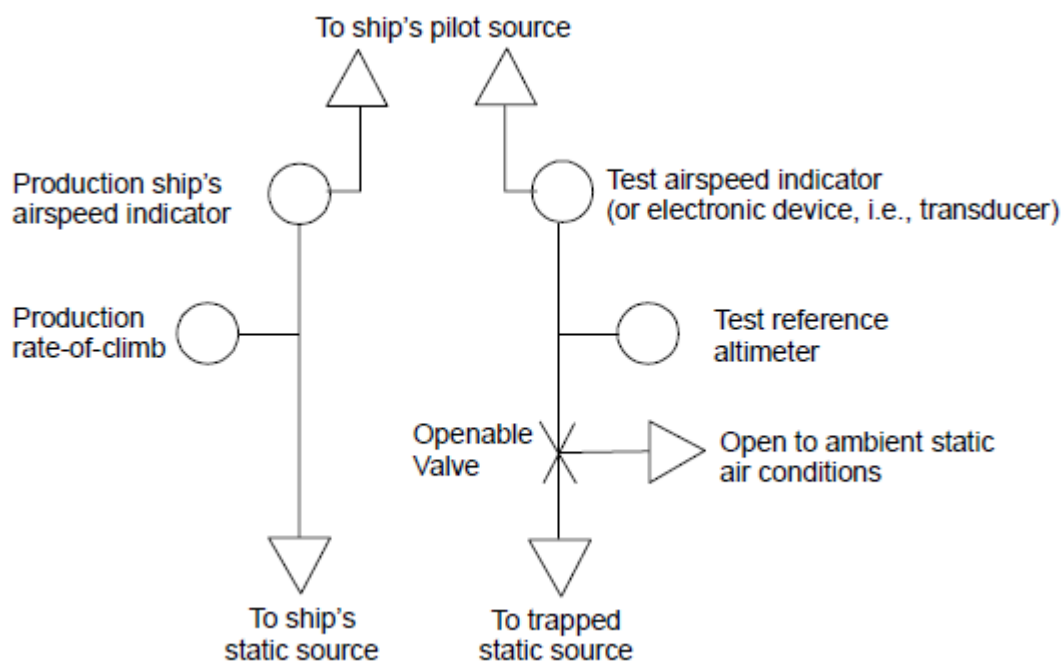 To ship's pilot source
Production ship's
airspeed indicator
Test airspeed indicator
(or electronic device, i.e., transducer)
Production
rate-of-climb
Test reference
altimeter
Openable
Valve
Open to ambient static
air conditions
To ship's
static source
To trapped
static source